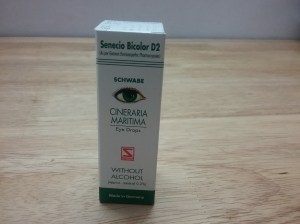 Senecio Bicolor D2
SCHWABE
CINERARIA
MARITIMA
Eye Drops
WITHOUT
ALCOHOL
Made in Germany